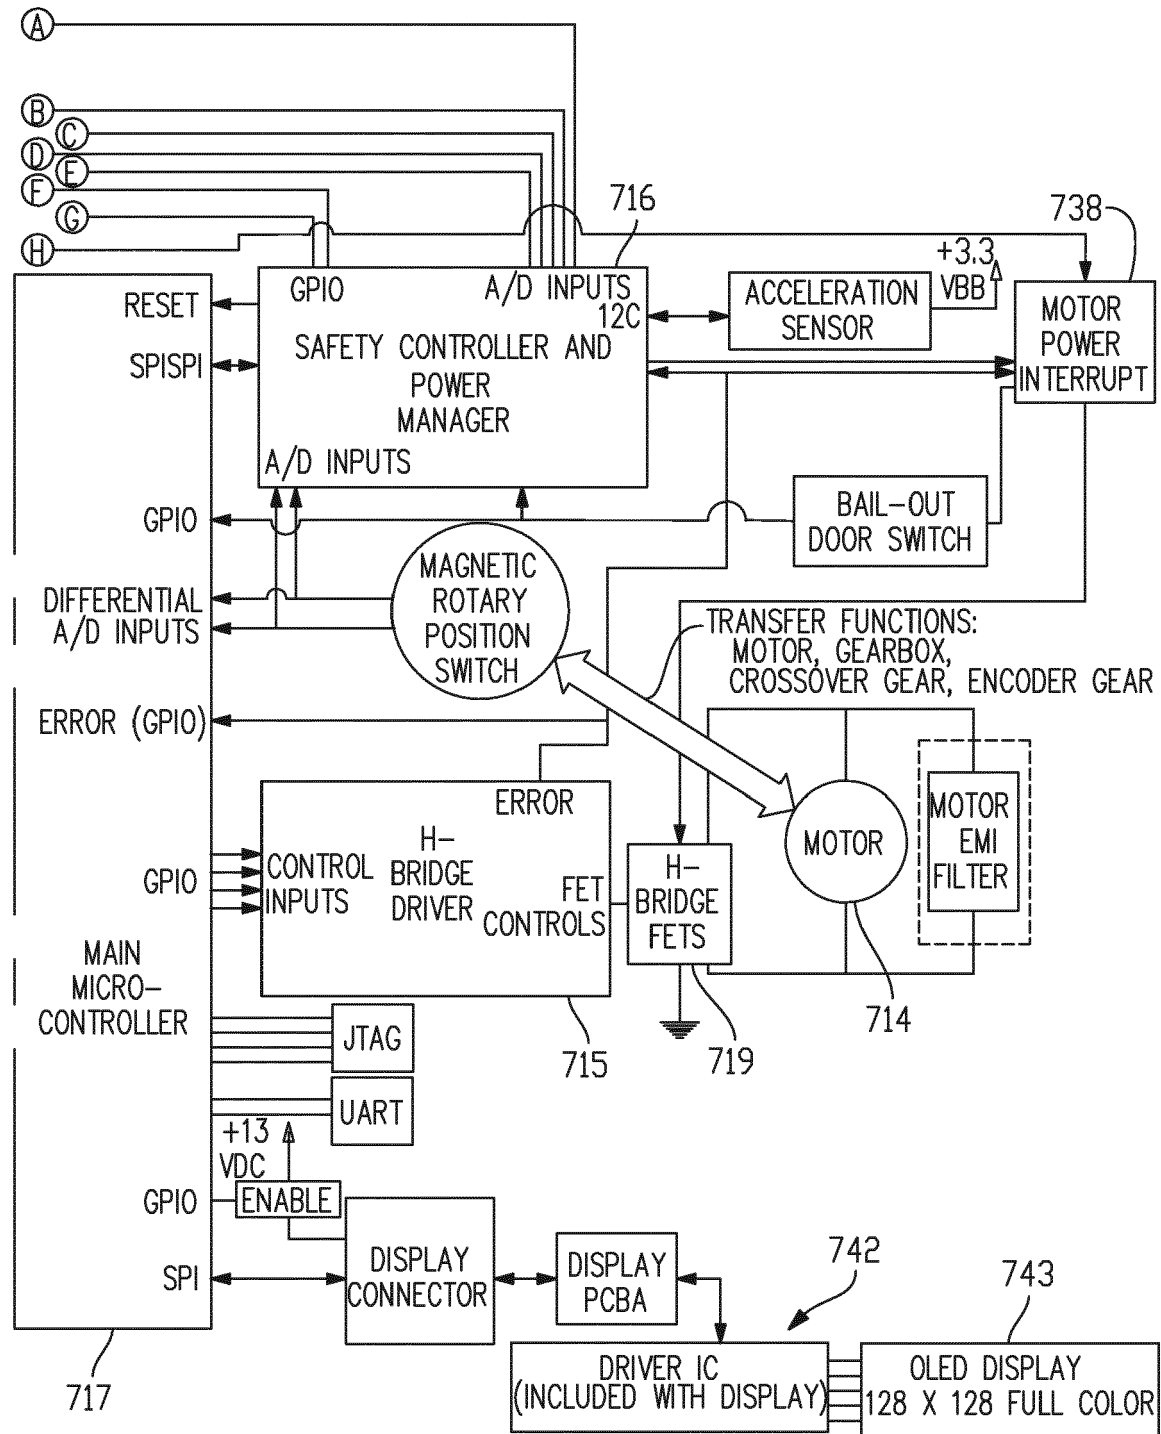 A
B
C
D
E
F
G
H
716
738
+3.3
VBB
RESET
GPIO
A/D INPUTS
12C
ACCELERATION
SENSOR
MOTOR
POWER
INTERRUPT
SPISPI
SAFETY CONTROLLER AND
POWER
MANAGER
A/D INPUTS
GPIO
BAIL-OUT
DOOR SWITCH
DIFFERENTIAL
A/D INPUTS
MAGNETIC
ROTARY
POSITION
SWITCH
TRANSFER FUNCTIONS:
MOTOR, GEARBOX,
CROSSOVER GEAR, ENCODER GEAR
ERROR (GPIO)
ERROR
H-
BRIDGE
DRIVER
GPIO
CONTROL
INPUTS
FET
CONTROLS
H-
BRIDGE
FETS
MOTOR
MOTOR
EMI
FILTER
MAIN
MICRO-
CONTROLLER
JTAG
715
719
714
UART
+13
VDC
GPIO
ENABLE
SPI
DISPLAY
CONNECTOR
DISPLAY
PCBA
742
743
717
DRIVER IC
(INCLUDED WITH DISPLAY)
OLED DISPLAY
128 X 128 FULL COLOR